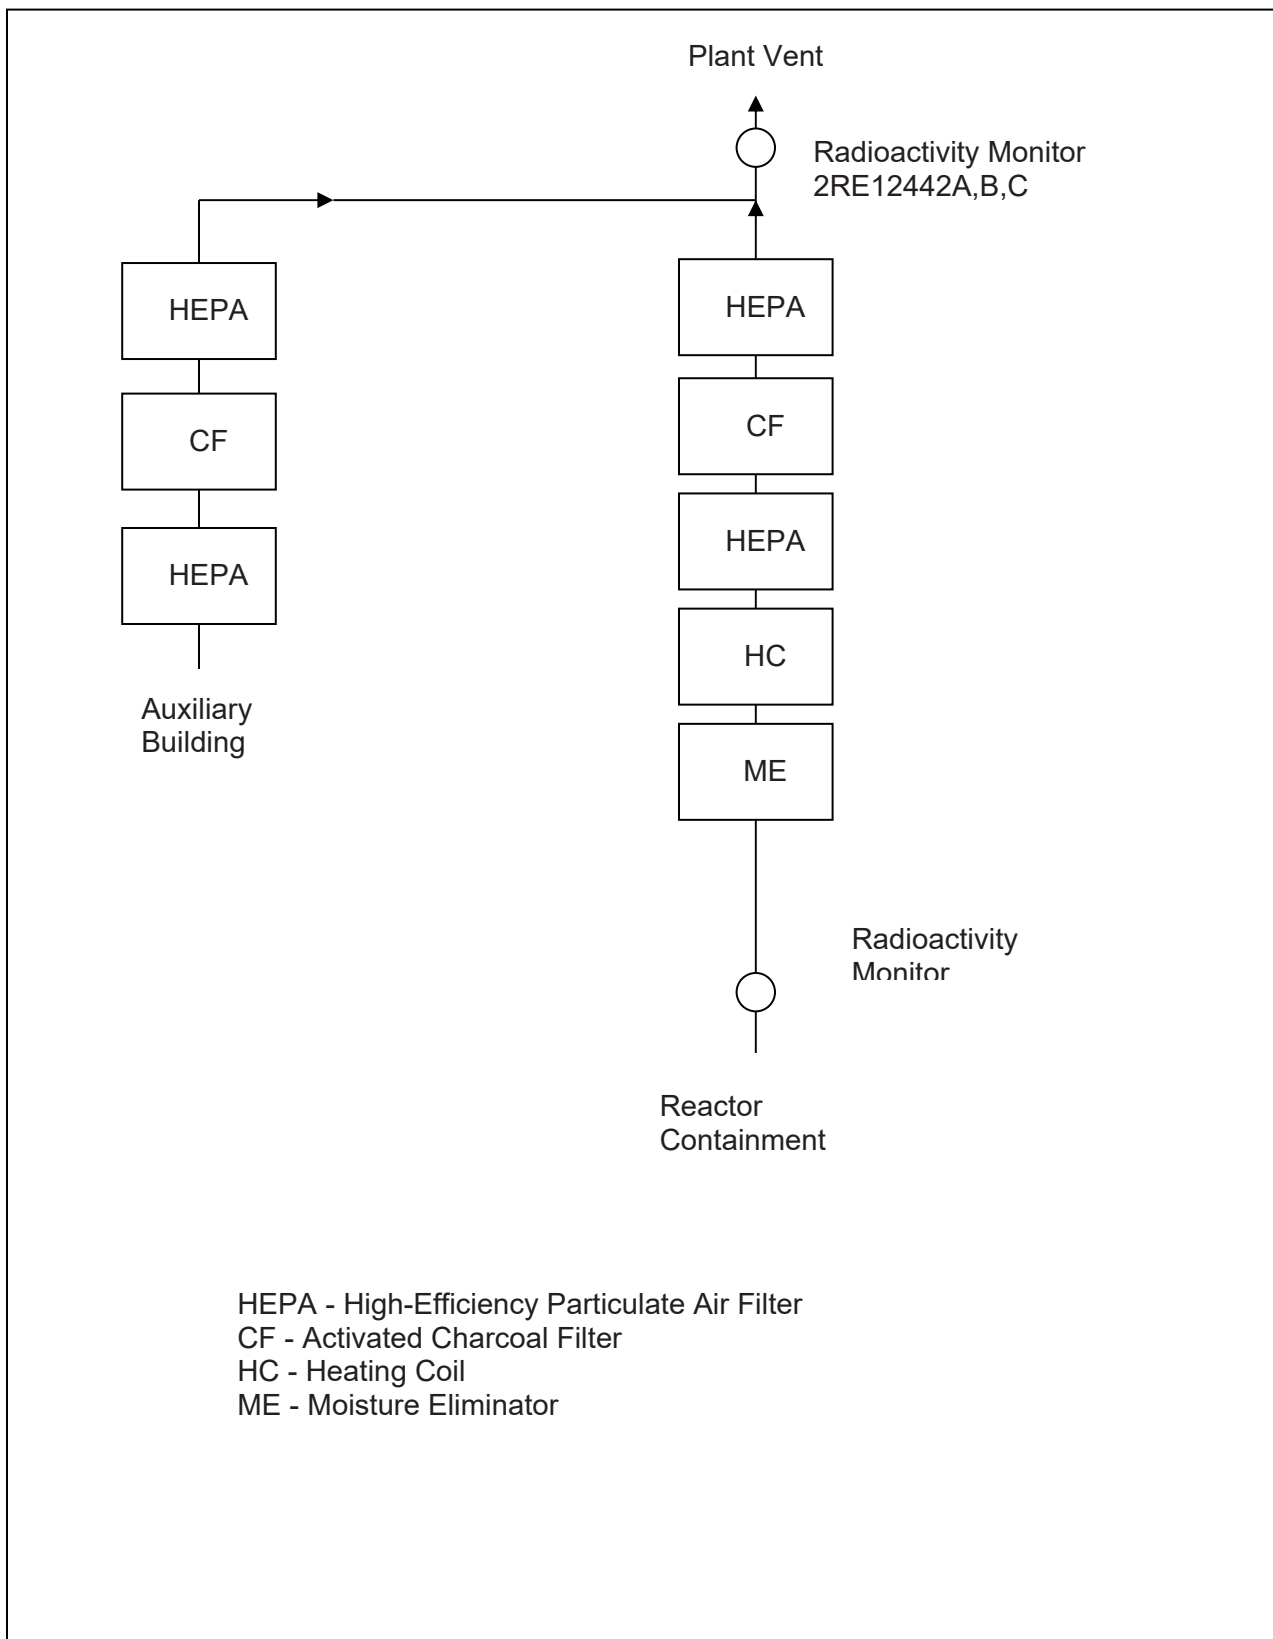 Plant Vent
Radioactivity Monitor
2RE12442A,B,C
HEPA
HEPA
CF
CF
HEPA
HEPA
HC
ME
Auxiliary
Building
Radioactivity
Monitor
Reactor
Containment
HEPA - High-Efficiency Particulate Air Filter
CF - Activated Charcoal Filter
HC - Heating Coil
ME - Moisture Eliminator